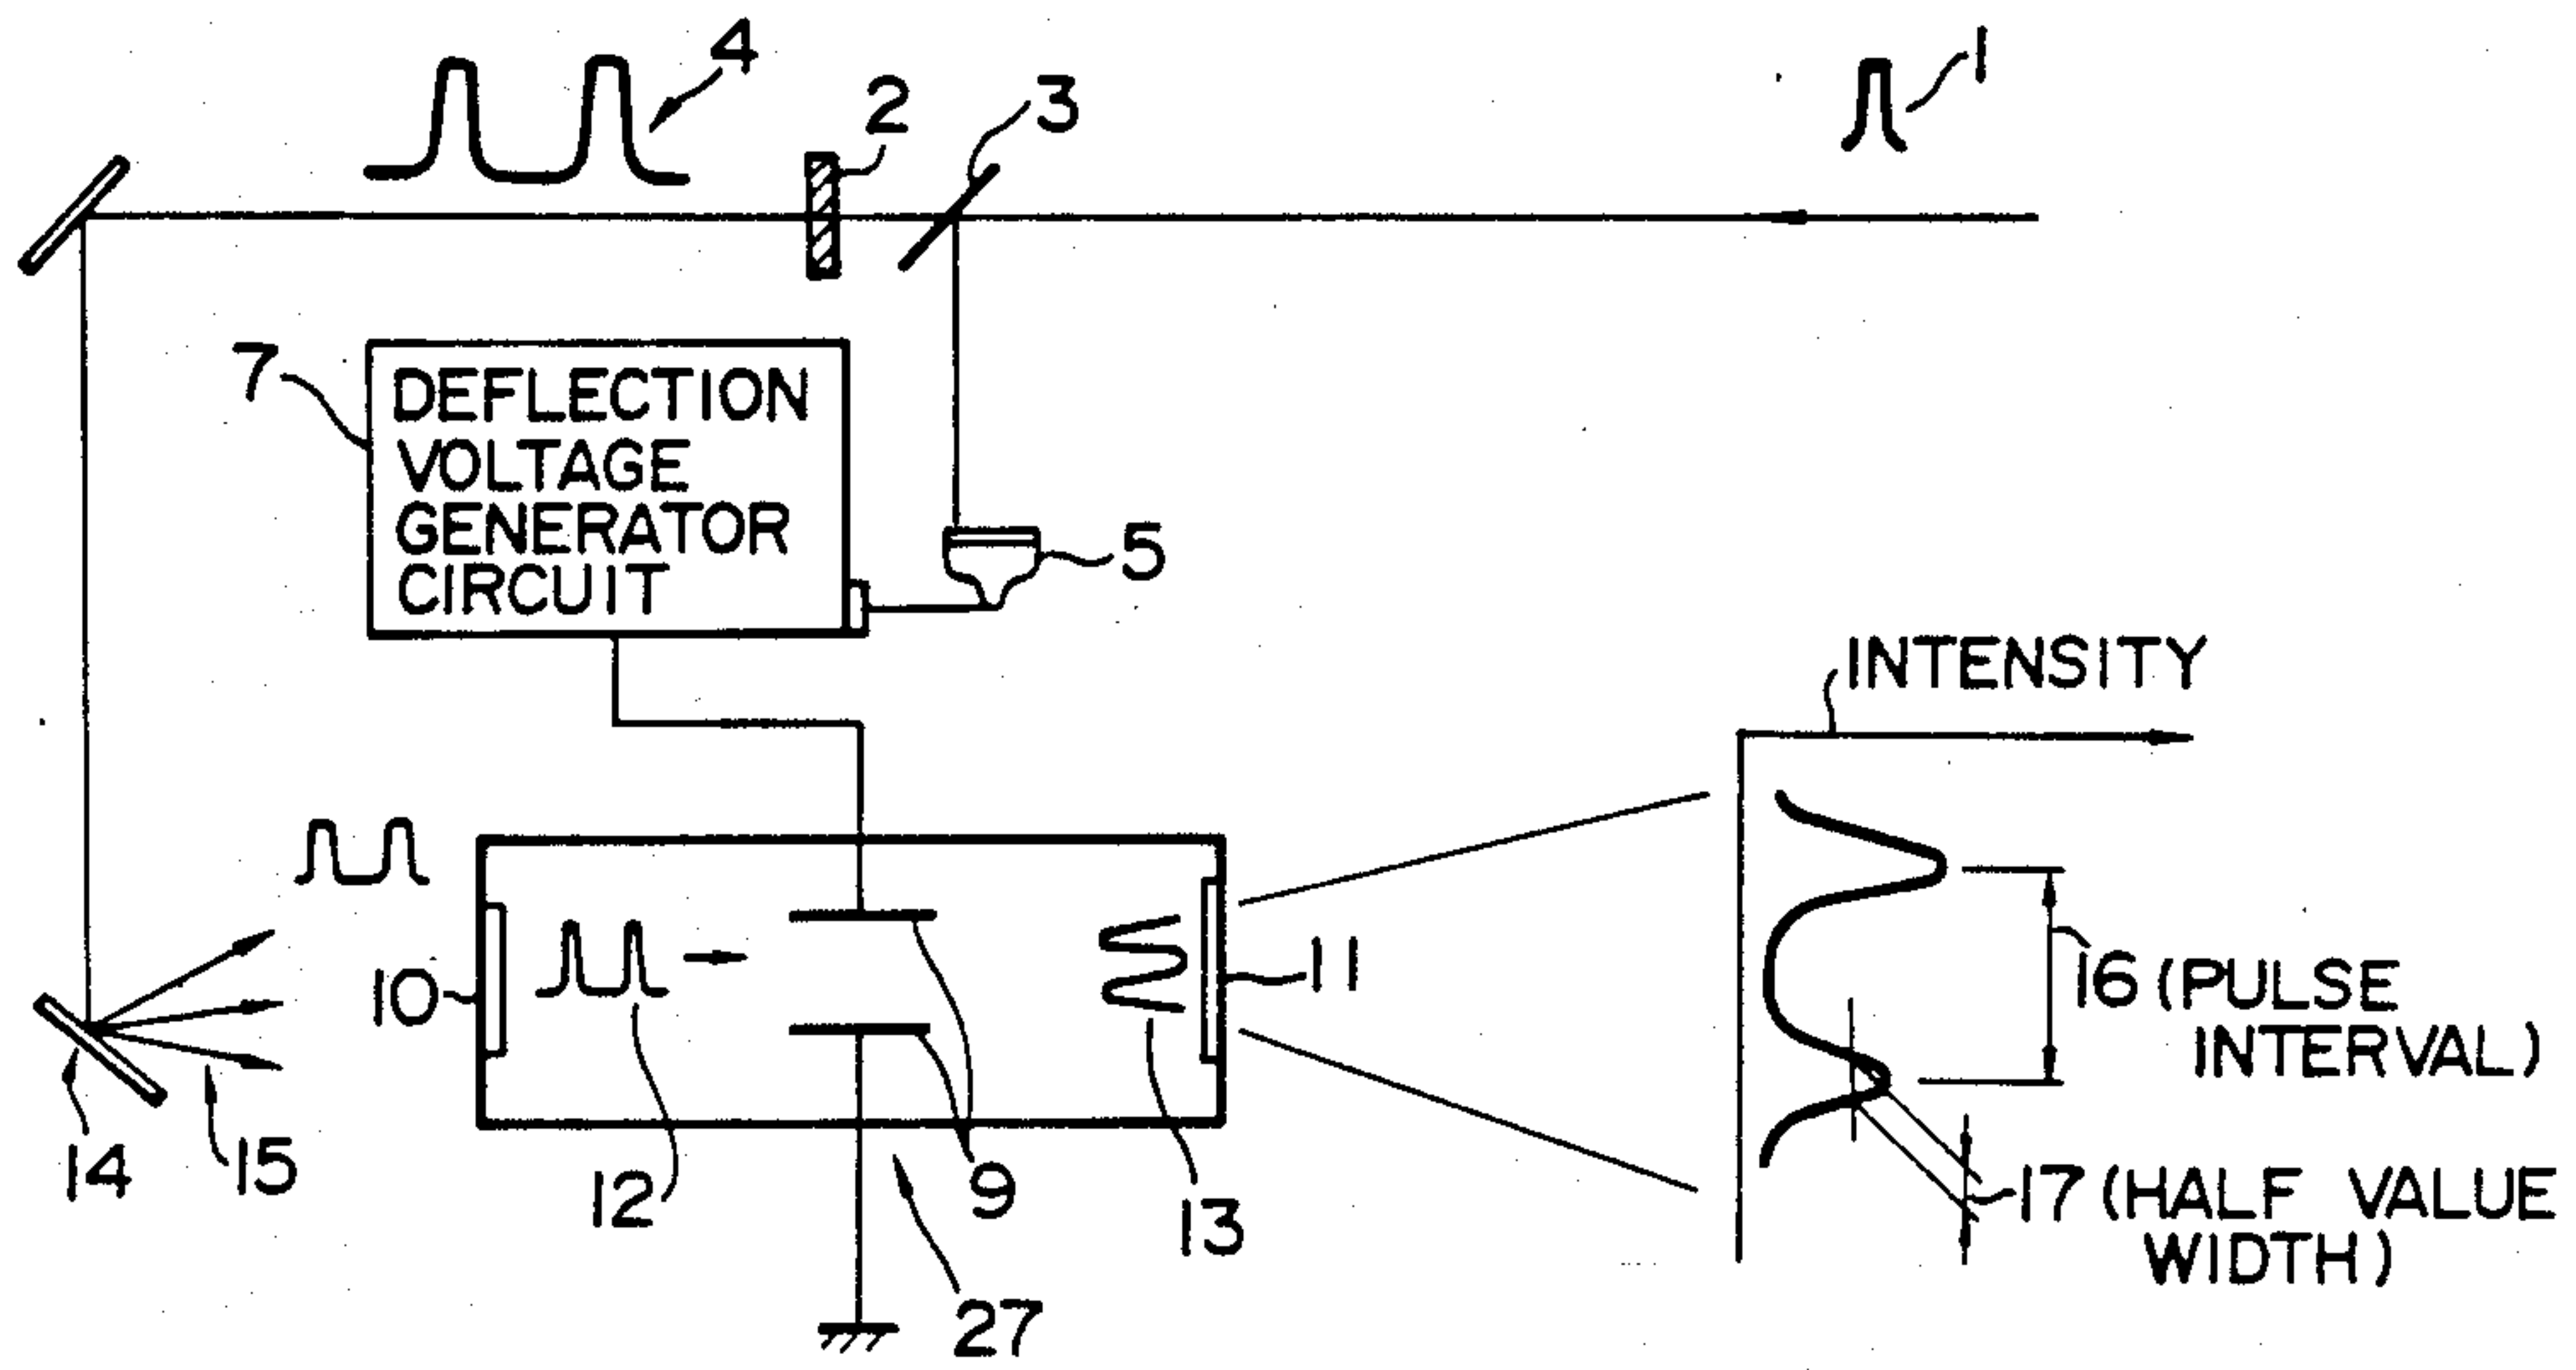 4
1
2
3
7
DEFLECTION
VOLTAGE
GENERATOR
CIRCUIT
5
INTENSITY
10
11
16 (PULSE
INTERVAL)
14
15
12
9
13
17 (HALF VALUE
WIDTH)
27